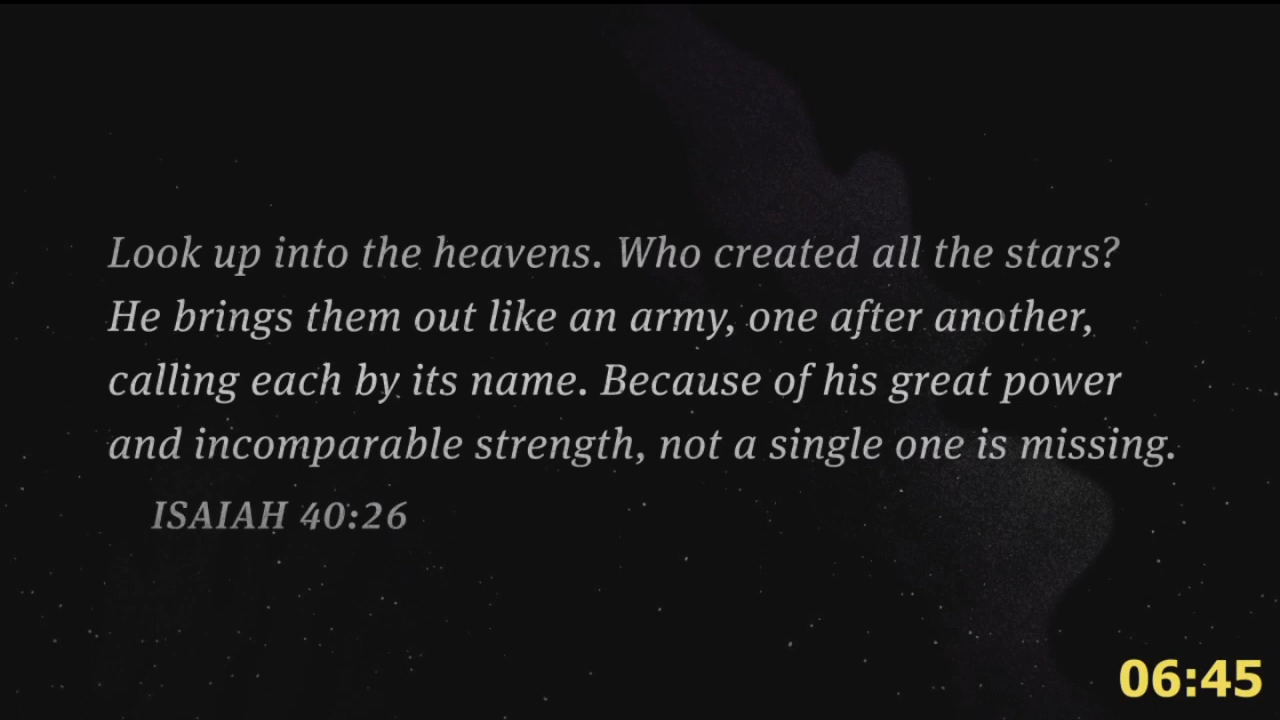 Look up into the heavens. Who created all the stars?
He brings them out like an army, one after another,
calling each by its name. Because of his great power
and incomparable strength, not a single one is missing.
ISAIAH 40:26
06:45